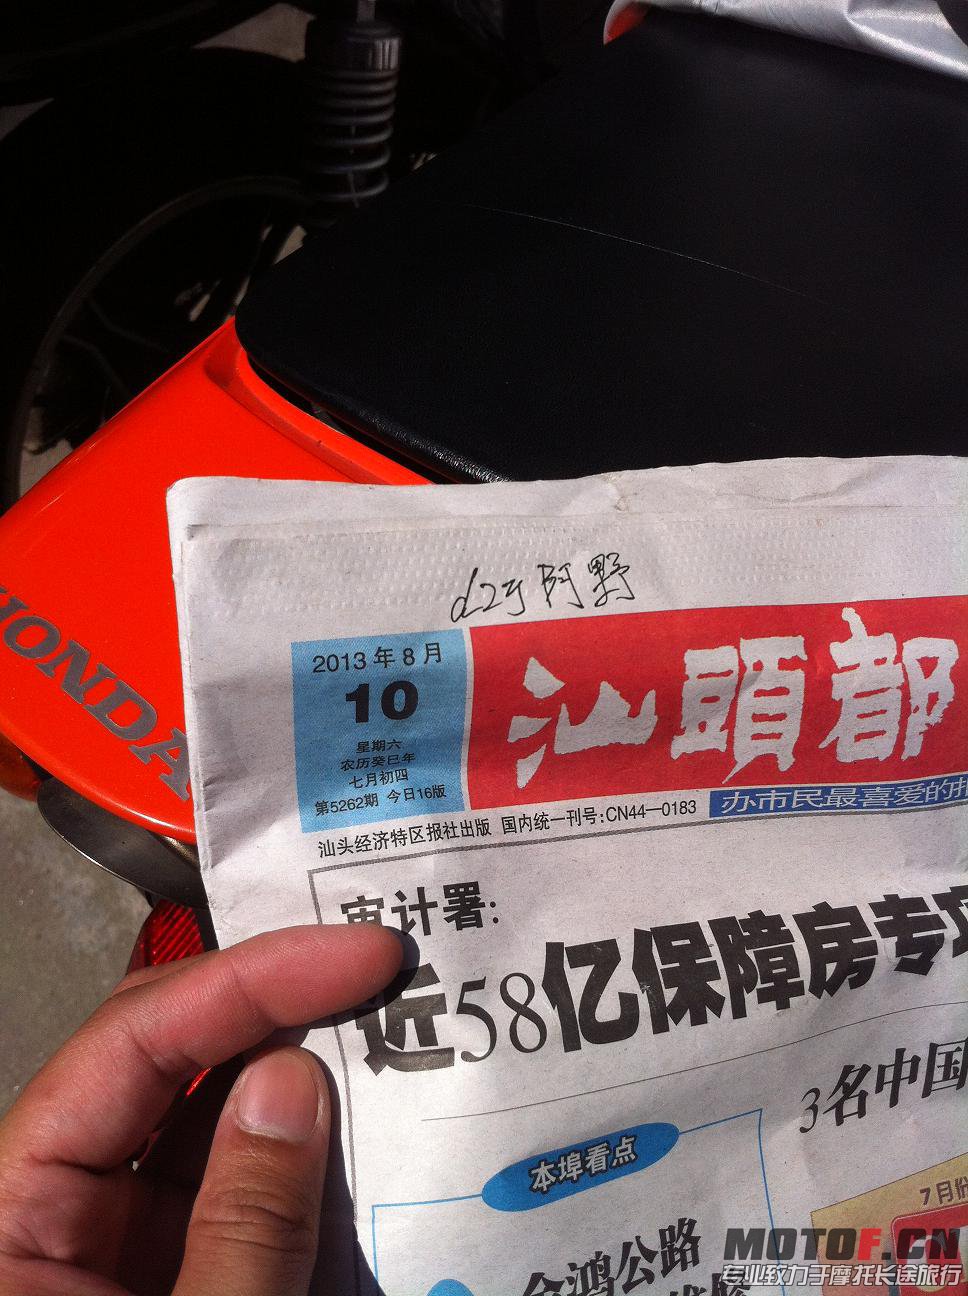 HONDA
阿野
2013年8月
10
星期六
农历癸巳年
七月初四
第5262期 今日16版
汕頭都
汕头经济特区报社出版 国内统一刊号:CN44—0183
办市民最喜爱的报
审计署:
近58亿保障房专项
3名中国
本埠看点
7月份
金鸿公路
MOTOF.CN
专业致力于摩托长途旅行